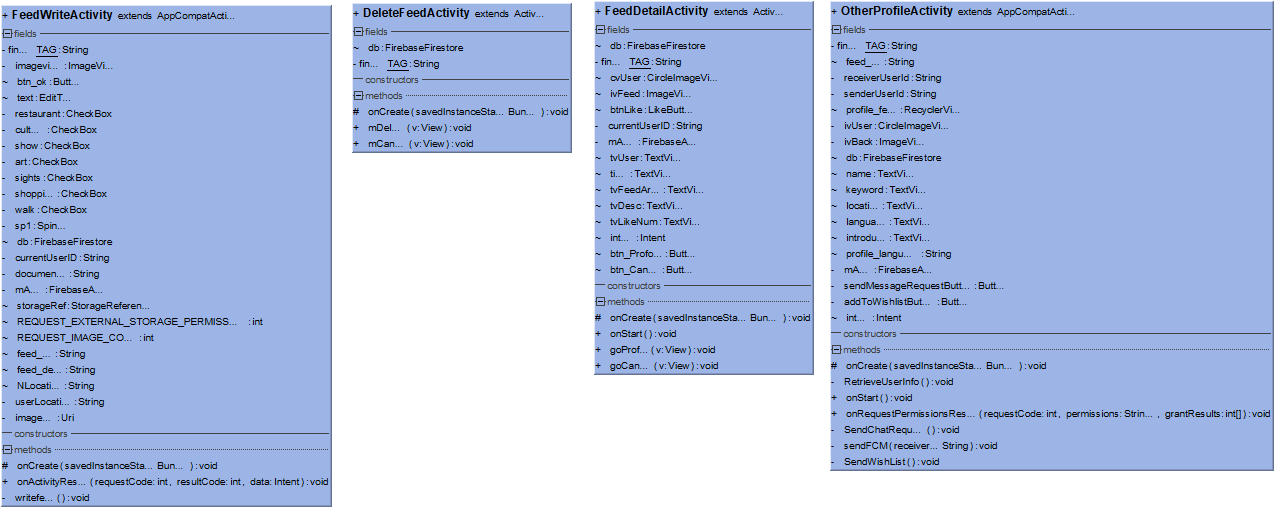 + FeedWriteActivity extends AppCompatActi...
fields
- fin... TAG : String
- imagevi... : ImageVi...
~ btn_ok : Butt...
~ text : EditT...
- restaurant : CheckBox
- cult... : CheckBox
- show : CheckBox
- art : CheckBox
- sights : CheckBox
- shoppi... : CheckBox
- walk : CheckBox
- sp1 : Spin...
~ db : FirebaseFirestore
- currentUserID : String
- documen... : String
- mA... : FirebaseA...
~ storageRef : StorageReferen...
~ REQUEST_EXTERNAL_STORAGE_PERMISS... : int
~ REQUEST_IMAGE_CO... : int
~ feed_... : String
~ feed_de... : String
~ NLocati... : String
- userLocati... : String
- image... : Uri
constructors
methods
# onCreate ( savedInstanceSta... Bun... ) : void
+ onActivityRes... ( requestCode : int, resultCode : int, data : Intent ) : void
- writefe... ( ) : void
+ DeleteFeedActivity extends Activ...
fields
~ db : FirebaseFirestore
- fin... TAG : String
constructors
methods
# onCreate ( savedInstanceSta... Bun... ) : void
+ mDel... ( v : View ) : void
+ mCan... ( v : View ) : void
+ FeedDetailActivity extends Activ...
fields
~ db : FirebaseFirestore
- fin... TAG : String
~ cvUser : CircleImageVi...
~ ivFeed : ImageVi...
~ btnLike : LikeButt...
- currentUserID : String
- mA... : FirebaseA...
~ tvUser : TextVi...
~ ti... : TextVi...
~ tvFeedAr... : TextVi...
~ tvDesc : TextVi...
~ tvLikeNum : TextVi...
~ int... : Intent
~ btn_Profo... : Butt...
~ btn_Can... : Butt...
constructors
methods
# onCreate ( savedInstanceSta... Bun... ) : void
+ onStart ( ) : void
+ goProf... ( v : View ) : void
+ goCan... ( v : View ) : void
+ OtherProfileActivity extends AppCompatActi...
fields
- fin... TAG : String
~ feed_... : String
- receiverUserId : String
- senderUserId : String
~ profile_fe... : RecyclerVi...
- ivUser : CircleImageVi...
- ivBack : ImageVi...
~ db : FirebaseFirestore
~ name : TextVi...
~ keyword : TextVi...
~ locati... : TextVi...
~ langua... : TextVi...
~ introdu... : TextVi...
~ profile_langu... : String
- mA... : FirebaseA...
- sendMessageRequestButt... : Butt...
- addToWishlistBut... : Butt...
~ int... : Intent
constructors
methods
# onCreate ( savedInstanceSta... Bun... ) : void
- RetrieveUserInfo ( ) : void
+ onStart ( ) : void
+ onRequestPermissionsRes... ( requestCode : int, permissions : Strin... , grantResults : int[] ) : void
- SendChatRequ... ( ) : void
- sendFCM ( receiver... String ) : void
- SendWishList ( ) : void